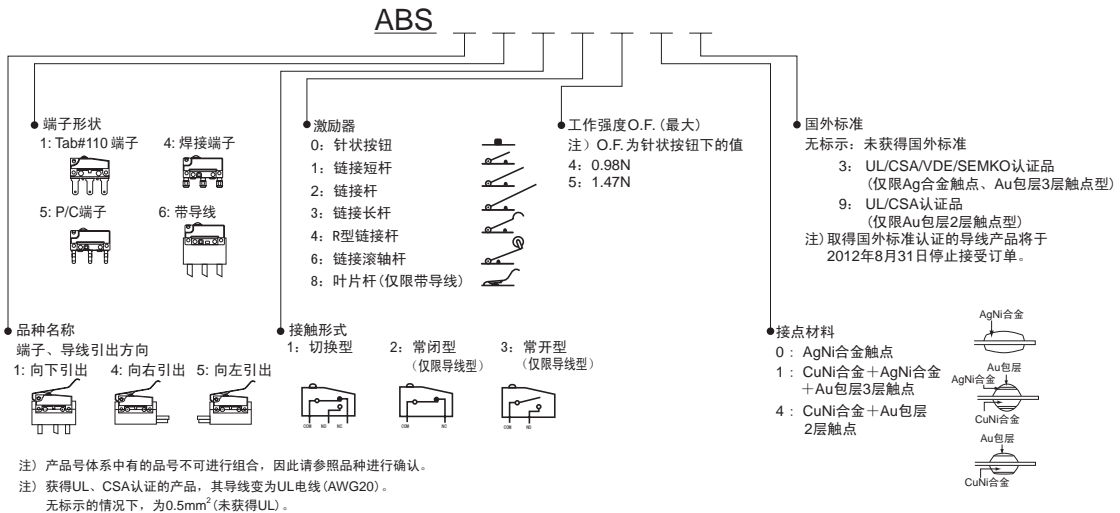 ABS
端子形状
1: Tab#110 端子
4: 焊接端子
5: P/C端子
6: 带导线
激励器
0：针状按钮
1：链接短杆
2：链接杆
3：链接长杆
4：R型链接杆
6：链接滚轴杆
8：叶片杆(仅限带导线)
工作强度O.F. (最大)
注）O.F. 为针状按钮下的值
4：0.98N
5：1.47N
国外标准
无标示：未获得国外标准
3： UL/CSA/VDE/SEMKO认证品
(仅限Ag合金触点、Au包层3层触点型)
9： UL/CSA认证品
(仅限Au包层2层触点型)
注）取得国外标准认证的导线产品将于
2012年8月31日停止接受订单。
品种名称
端子、导线引出方向
1: 向下引出
4: 向右引出
5: 向左引出
接触形式
1：切换型
2：常闭型
(仅限导线型)
3：常开型
(仅限导线型)
COM NO NC
COM NC
COM NO
接点材料
0： AgNi合金触点
1： CuNi合金＋AgNi合金
＋Au包层3层触点
4： CuNi合金＋Au包层
2层触点
AgNi合金
Au包层
AgNi合金
CuNi合金
Au包层
CuNi合金
注）产品号体系中有的品号不可进行组合，因此请参照品种进行确认。
注）获得UL、CSA认证的产品，其导线变为UL电线(AWG20)。
无标示的情况下，为0.5mm²(未获得UL)。